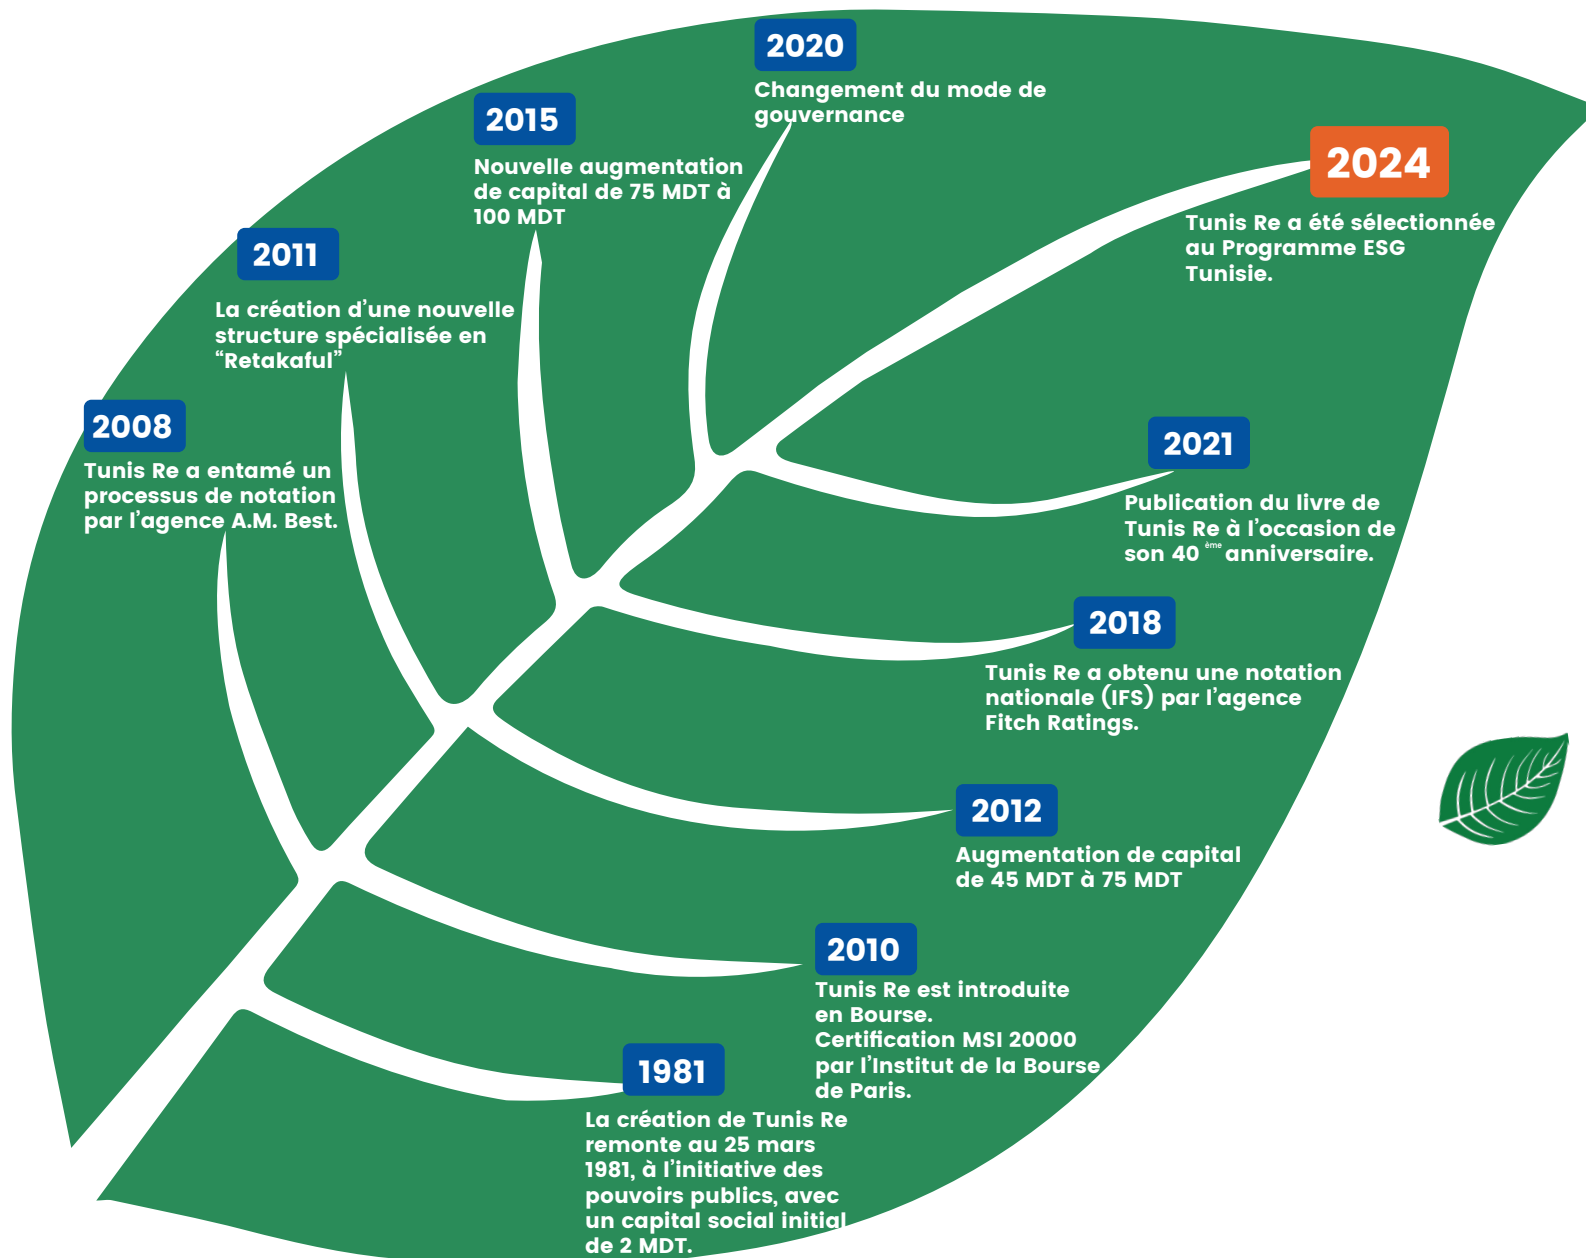 2020
Changement du mode de
gouvernance
2015
Nouvelle augmentation
de capital de 75 MDT à
100 MDT
2024
Tunis Re a été sélectionnée
au Programme ESG
Tunisie.
2011
La création d’une nouvelle
structure spécialisée en
“Retakaful”
2008
Tunis Re a entamé un
processus de notation
par l’agence A.M. Best.
2021
Publication du livre de
Tunis Re à l’occasion de
son 40 ème anniversaire.
2018
Tunis Re a obtenu une notation
nationale (IFS) par l’agence
Fitch Ratings.
2012
Augmentation de capital
de 45 MDT à 75 MDT
2010
Tunis Re est introduite
en Bourse.
Certification MSI 20000
par l’Institut de la Bourse
de Paris.
1981
La création de Tunis Re
remonte au 25 mars
1981, à l’initiative des
pouvoirs publics, avec
un capital social initial
de 2 MDT.